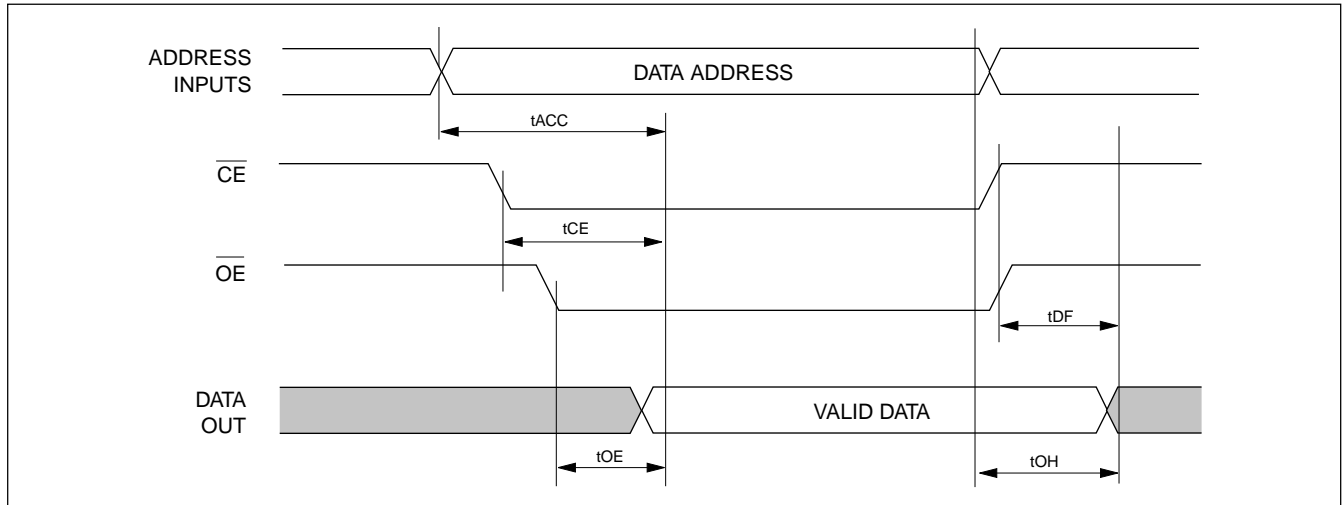 ADDRESS
INPUTS
DATA ADDRESS
tACC
CE
tCE
OE
tDF
DATA
OUT
VALID DATA
tOE
tOH